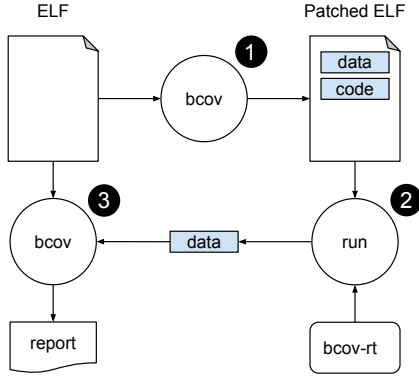 ELF
Patched ELF
1
bcov
data
code
3
2
bcov
data
run
report
bcov-rt